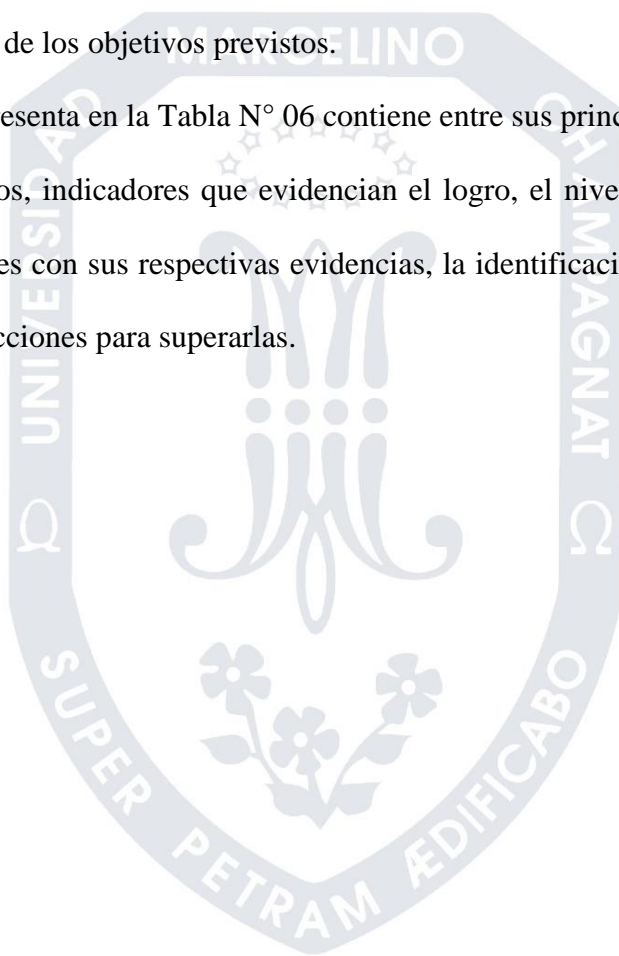 de los objetivos previstos.
esenta en la Tabla N° 06 contiene entre sus princ
os, indicadores que evidencian el logro, el nive
es con sus respectivas evidencias, la identificaci
cciones para superarlas.
UNIVERSIDAD
MARCELINO
CHAMPAGNAT
Ω
Ω
SUPER PETRAM ÆDIFICABO